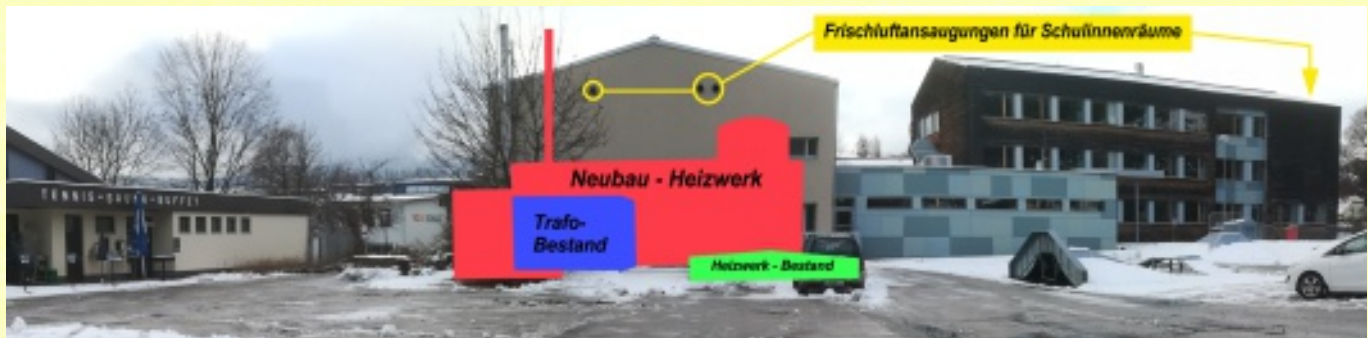 Frischluftansaugungen für Schulinnenräume
TENNIS-SAUNA-BUFFET
Neubau - Heizwerk
Trafo-
Bestand
Heizwerk - Bestand